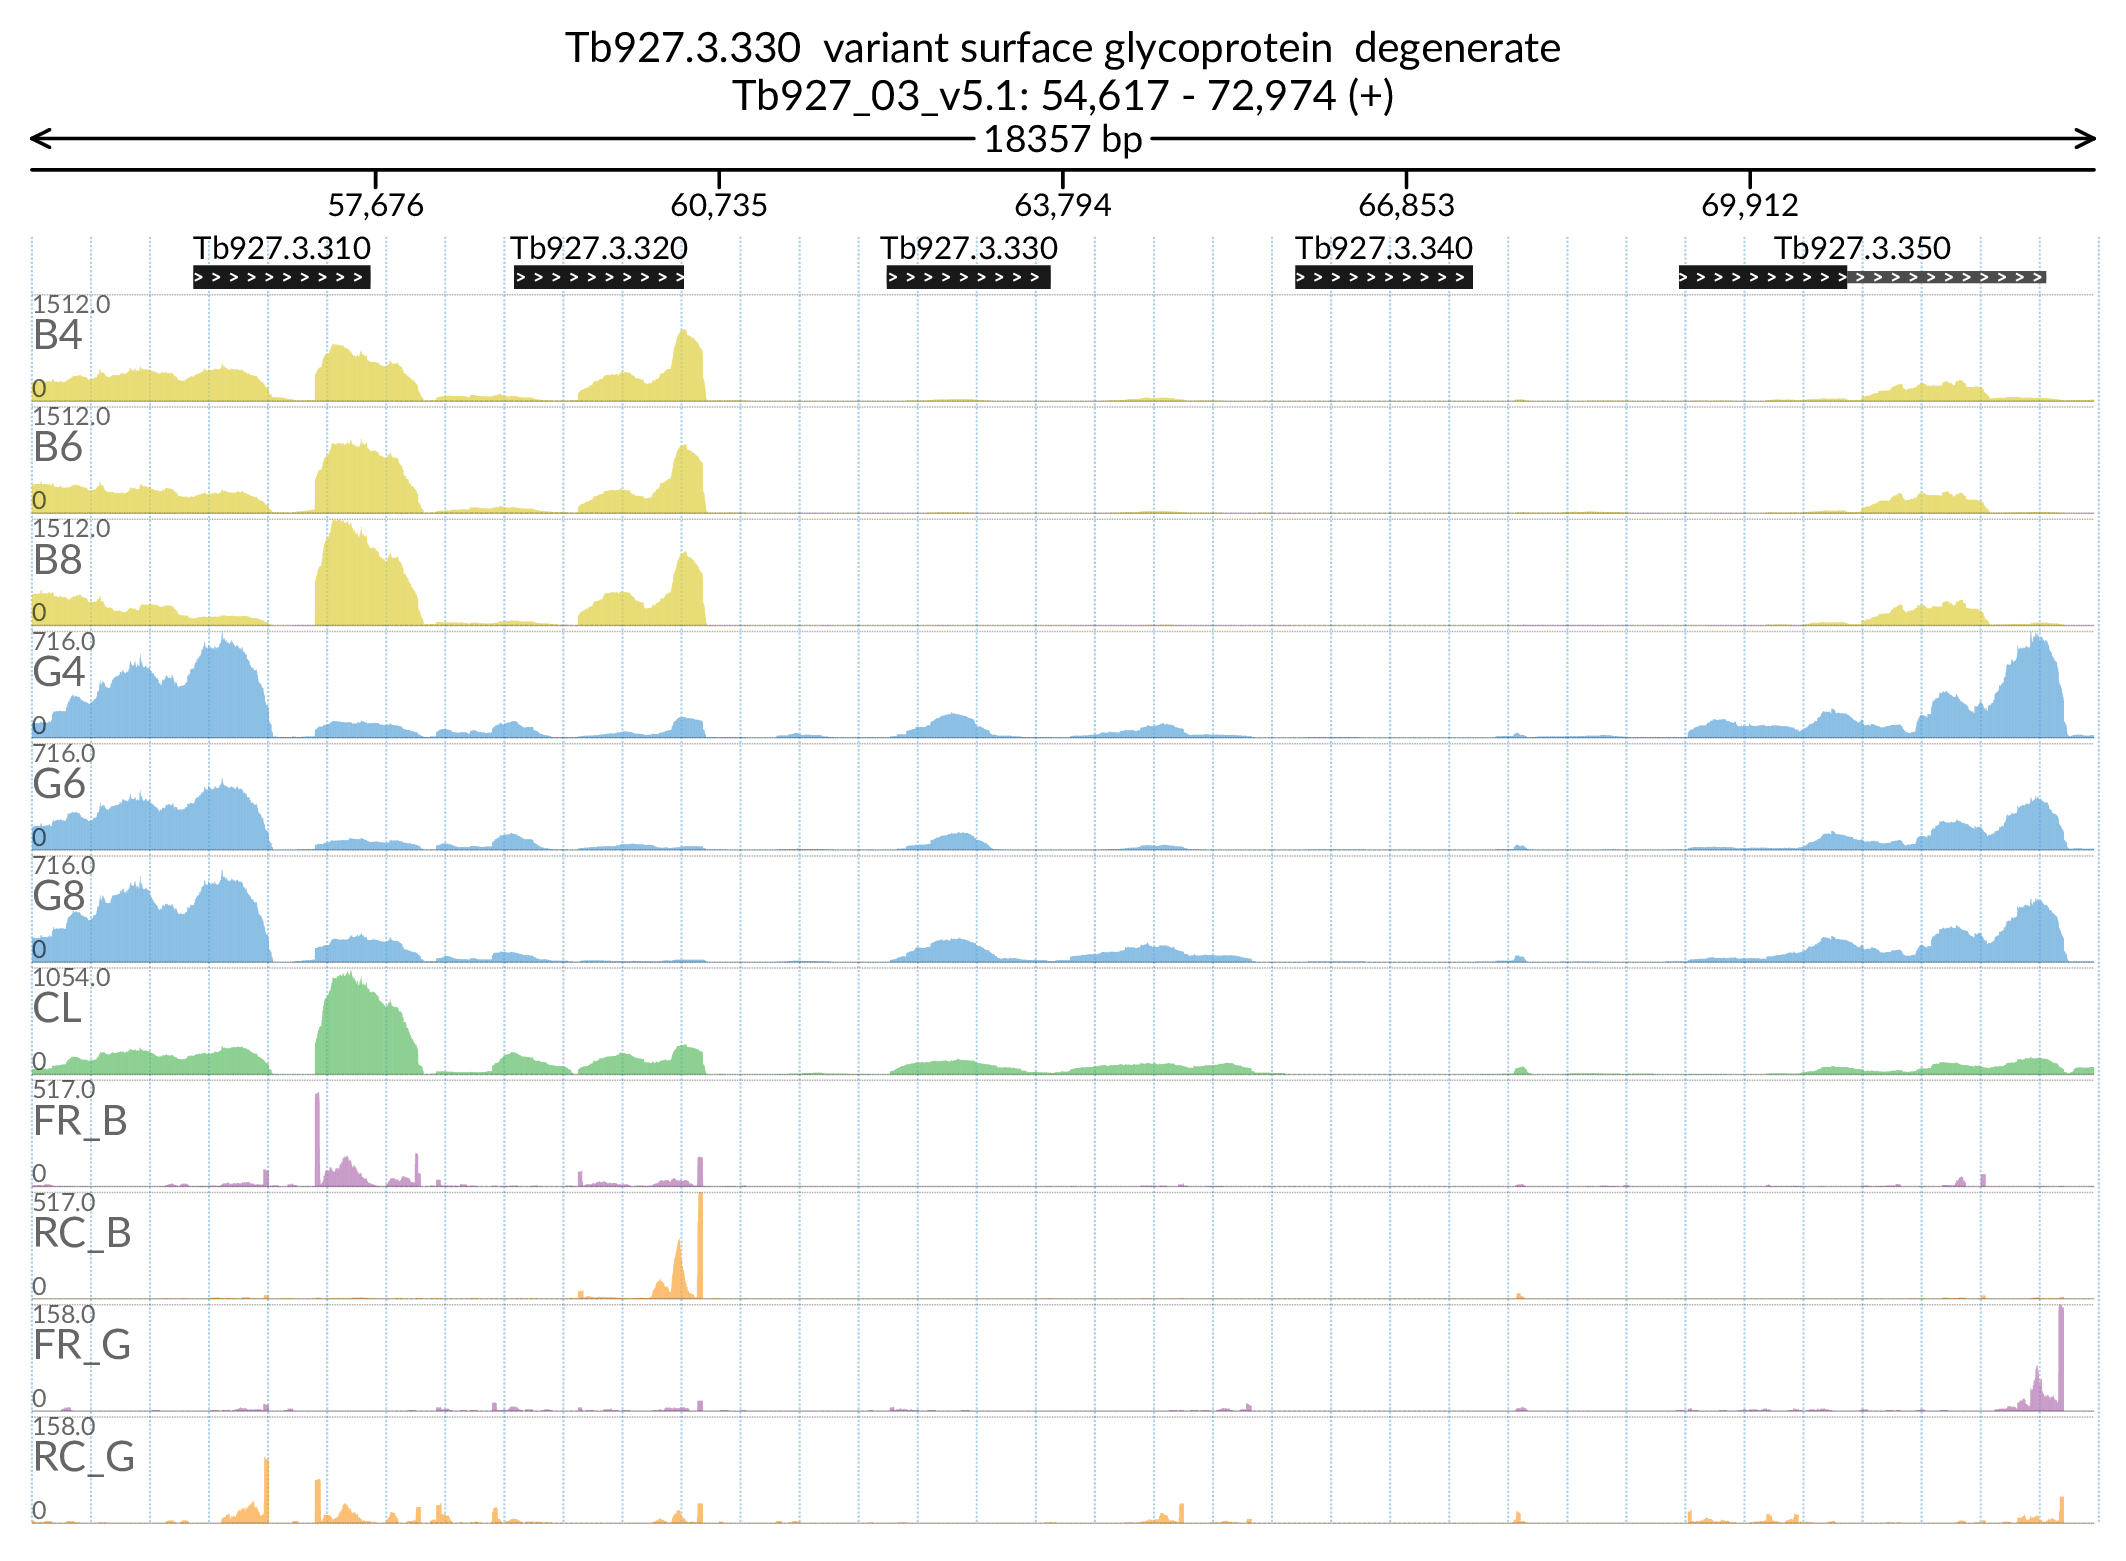 Tb927.3.330 variant surface glycoprotein degenerate
Tb927_03_v5.1: 54,617 - 72,974 (+)
18357 bp
57,676 60,735 63,794 66,853 69,912
Tb927.3.310 Tb927.3.320 Tb927.3.330 Tb927.3.340 Tb927.3.350
1512.0
B4
0
1512.0
B6
0
1512.0
B8
0
716.0
G4
0
716.0
G6
0
716.0
G8
0
1054.0
CL
0
517.0
FR_B
0
517.0
RC_B
0
158.0
FR_G
0
158.0
RC_G
0